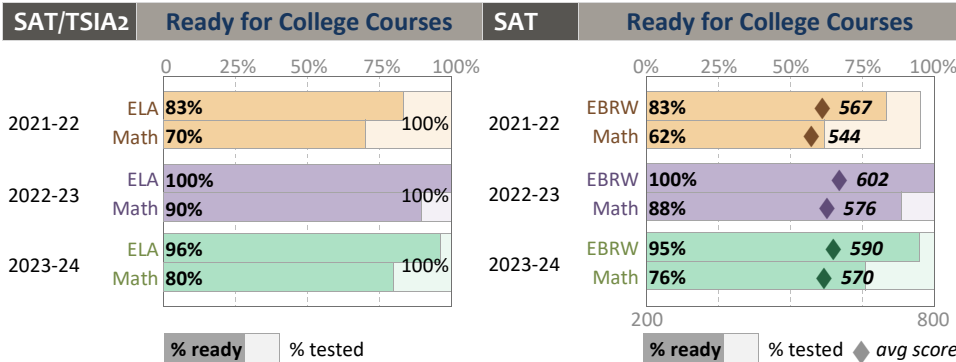 SAT/TSIA2 Ready for College Courses
0 25% 75% 100%
2021-22
ELA 83%
Math 70%
100%
2022-23
ELA 100%
Math 90%
100%
2023-24
ELA 96%
Math 80%
100%
% ready % tested
SAT Ready for College Courses
0% 25% 75% 100%
2021-22
EBRW 83% 567
Math 62% 544
2022-23
EBRW 100% 602
Math 88% 576
2023-24
EBRW 95% 590
Math 76% 570
200 800
% ready % tested avg score